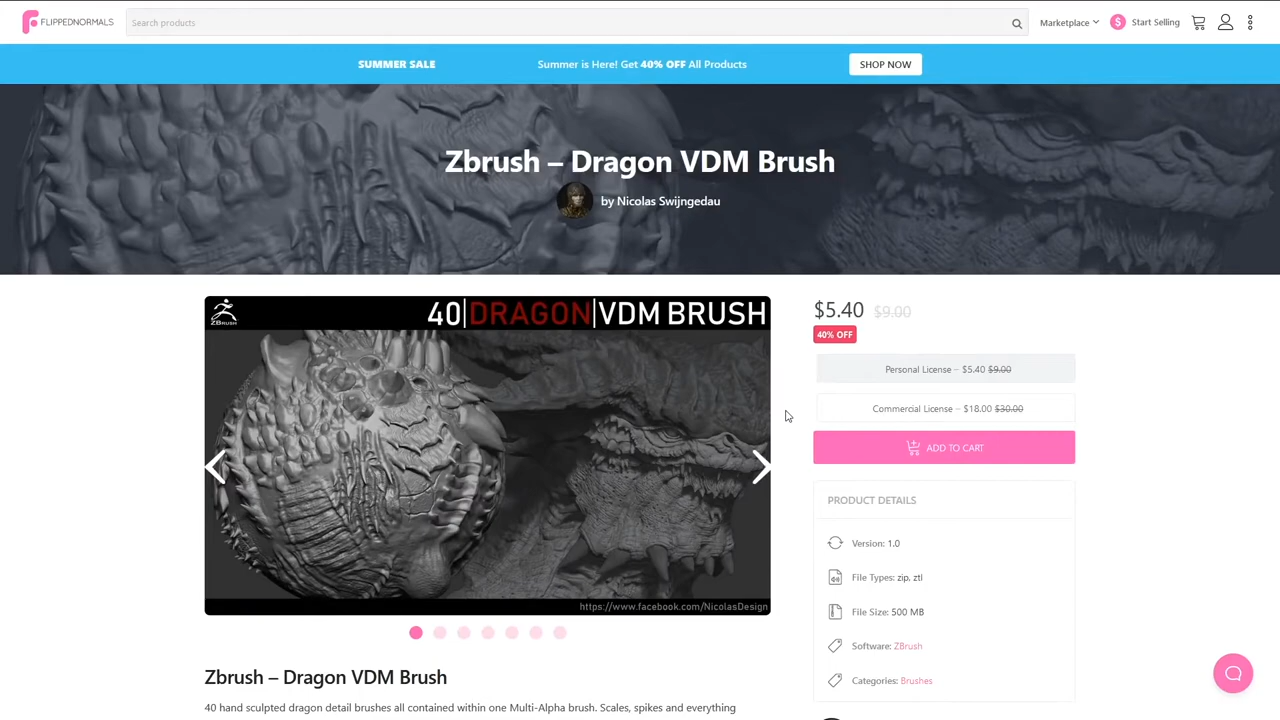 FLIPPEDNORMALS
Search products
Marketplace
$ Start Selling
SUMMER SALE
Summer is Here! Get 40% OFF All Products
SHOP NOW
Zbrush – Dragon VDM Brush
by Nicolas Swijngedau
ZBRUSH
40|DRAGON|VDM BRUSH
https://www.facebook.com/NicolasDesign
$5.40 $9.00
40% OFF
Personal License – $5.40 $9.00
Commercial License – $18.00 $30.00
ADD TO CART
PRODUCT DETAILS
Version: 1.0
File Types: zip, ztl
File Size: 500 MB
Software: ZBrush
Categories: Brushes
Zbrush – Dragon VDM Brush
40 hand sculpted dragon detail brushes all contained within one Multi-Alpha brush. Scales, spikes and everything